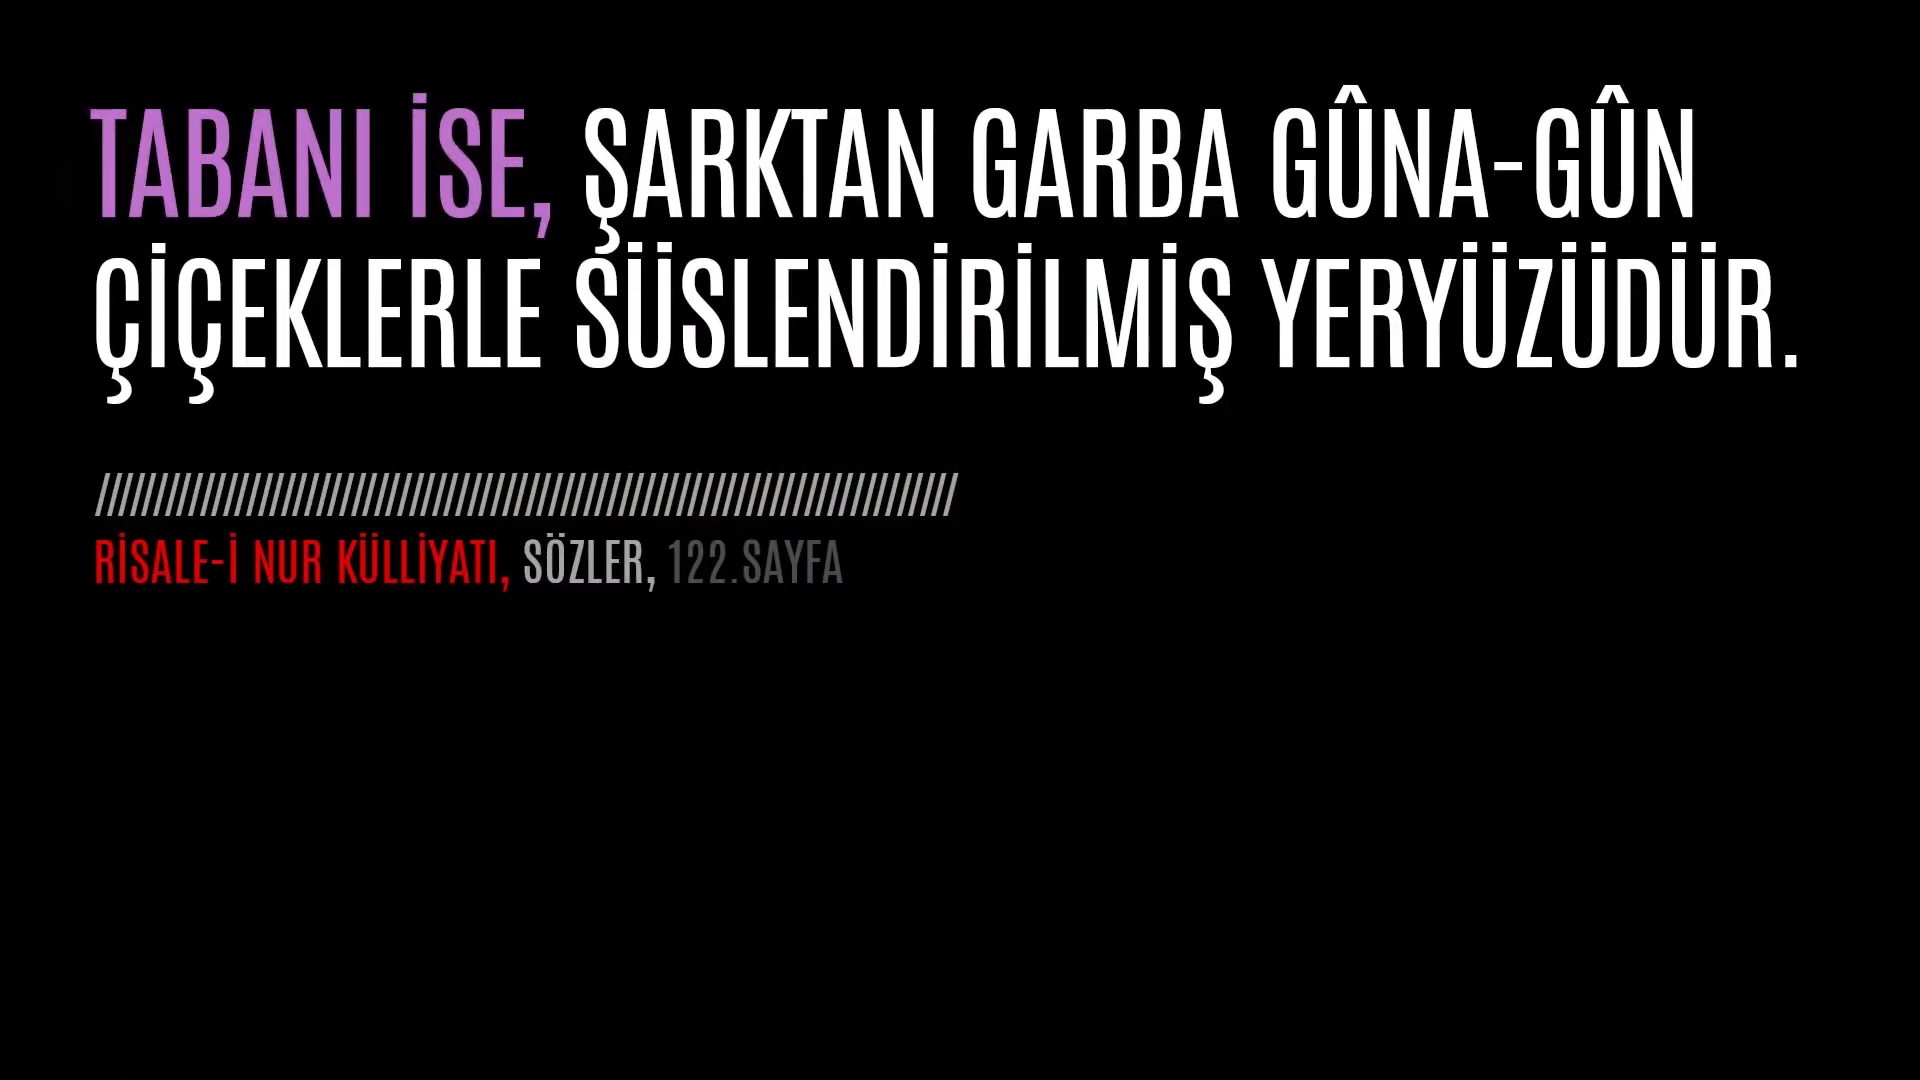 TABANI İSE, ŞARKTAN GARBA GÛNA-GÛN
ÇİÇEKLERLE SÜSLENDİRİLMİŞ YERYÜZÜDÜR.
RİSALE-İ NUR KÜLLİYATI, SÖZLER, 122.SAYFA